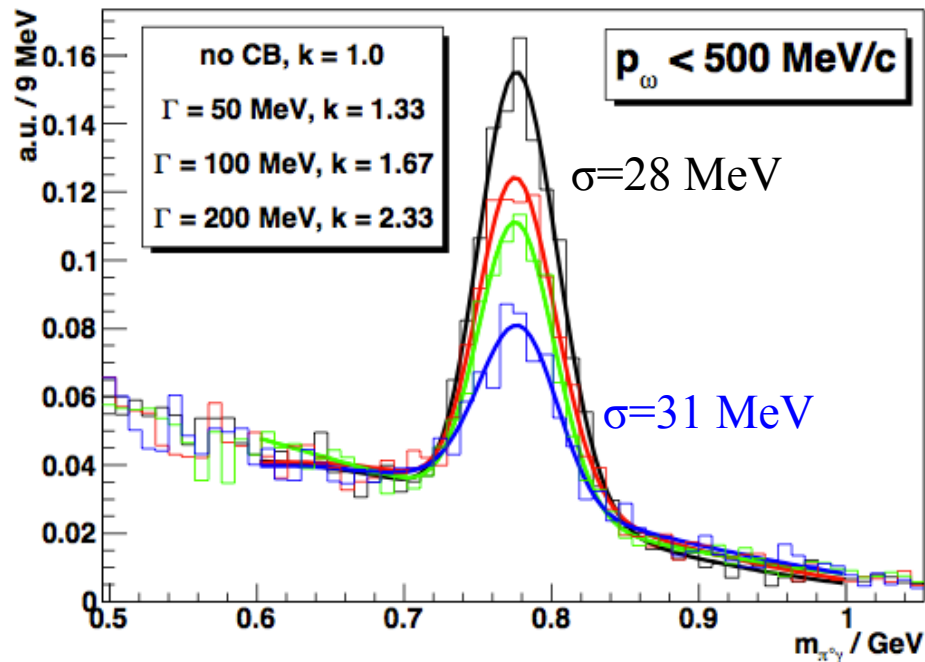 a.u. / 9 MeV
0.16
0.14
0.12
0.1
0.08
0.06
0.04
0.02
0
no CB, k = 1.0
Γ = 50 MeV, k = 1.33
Γ = 100 MeV, k = 1.67
Γ = 200 MeV, k = 2.33
p_ω < 500 MeV/c
σ=28 MeV
σ=31 MeV
0.5 0.6 0.7 0.8 0.9 1
m_π°γ / GeV